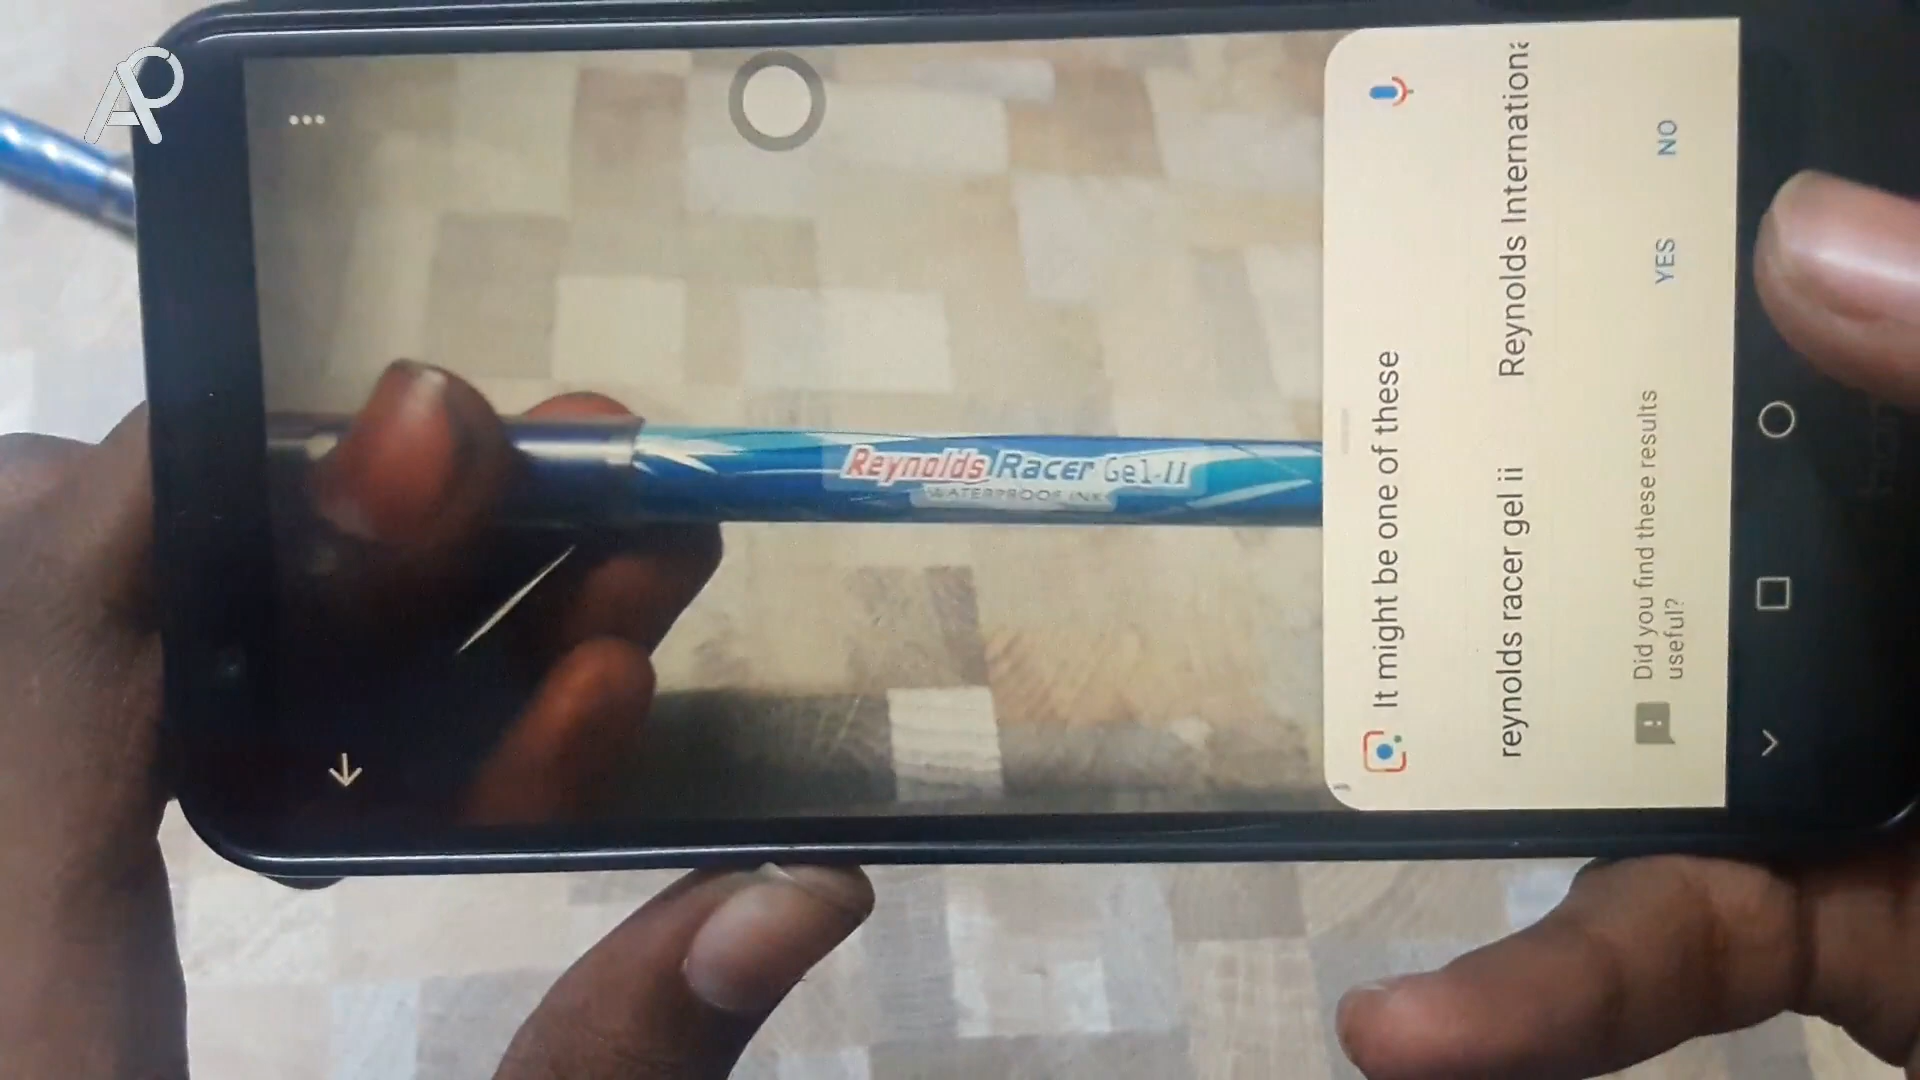 AP
Reynolds Racer Gel-II
WATERPROOF INK
It might be one of these
reynolds racer gel ii
Reynolds Internationa
Did you find these results
useful?
YES
NO